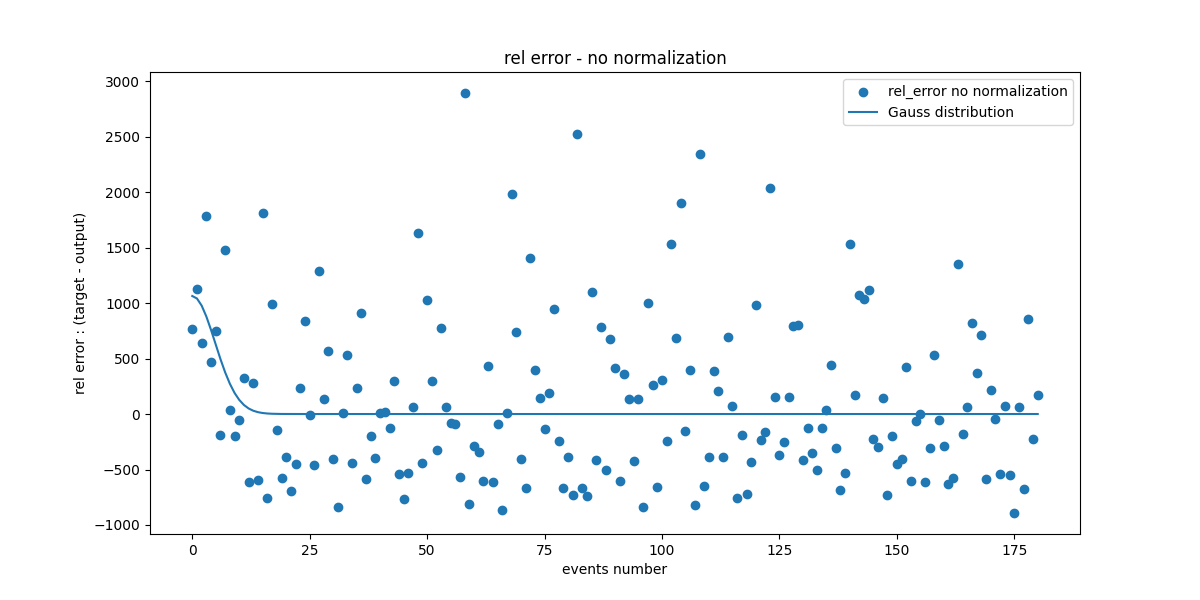 rel error - no normalization
rel_error no normalization
Gauss distribution
rel error : (target - output)
3000
2500
2000
1500
1000
500
0
−500
−1000
0 25 50 75 100 125 150 175
events number